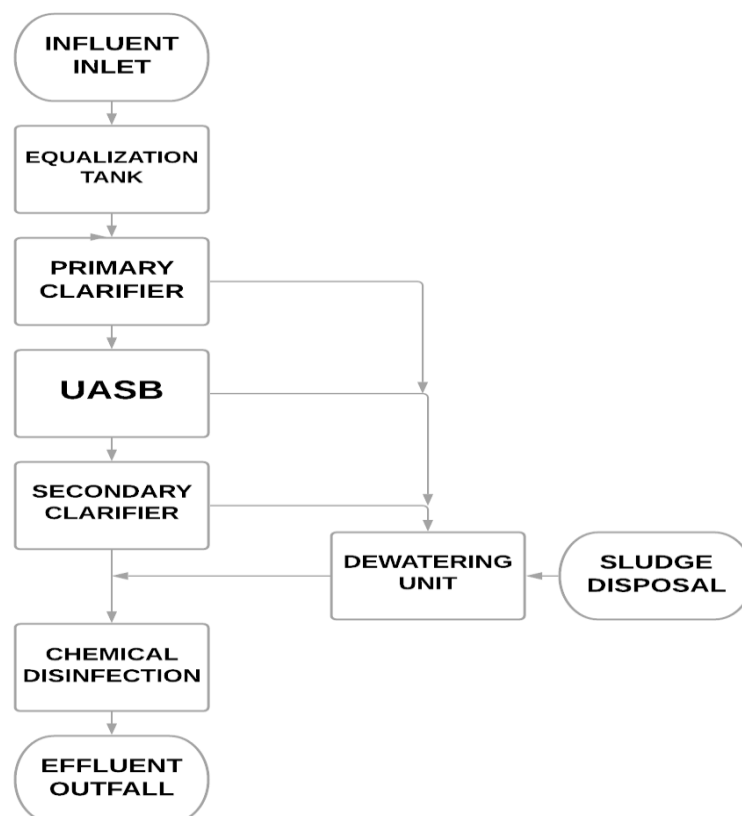 INFLUENT
INLET
EQUALIZATION
TANK
PRIMARY
CLARIFIER
UASB
SECONDARY
CLARIFIER
DEWATERING
UNIT
SLUDGE
DISPOSAL
CHEMICAL
DISINFECTION
EFFLUENT
OUTFALL